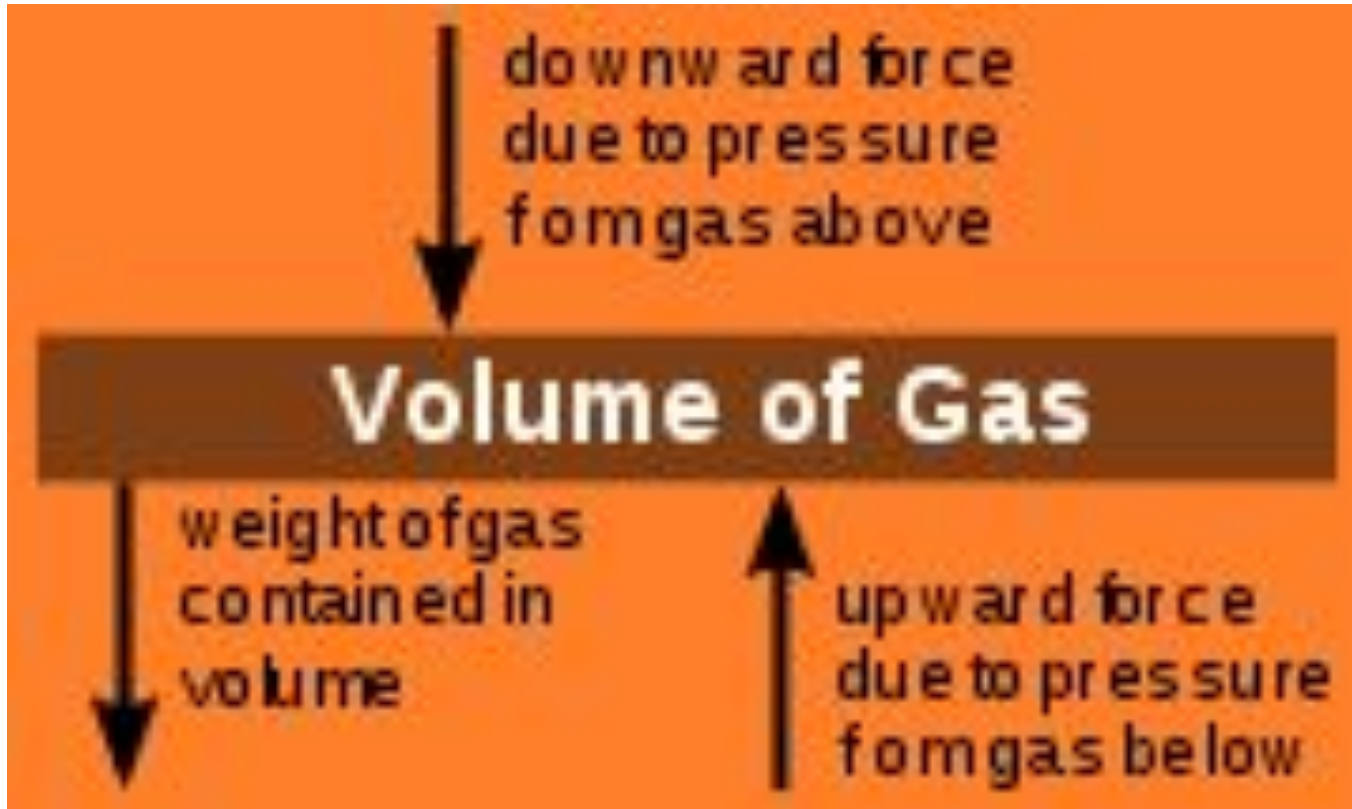 downward force
due to pressure
fom gas above
Volume of Gas
weight of gas
contained in
volume
upward force
due to pressure
fom gas below